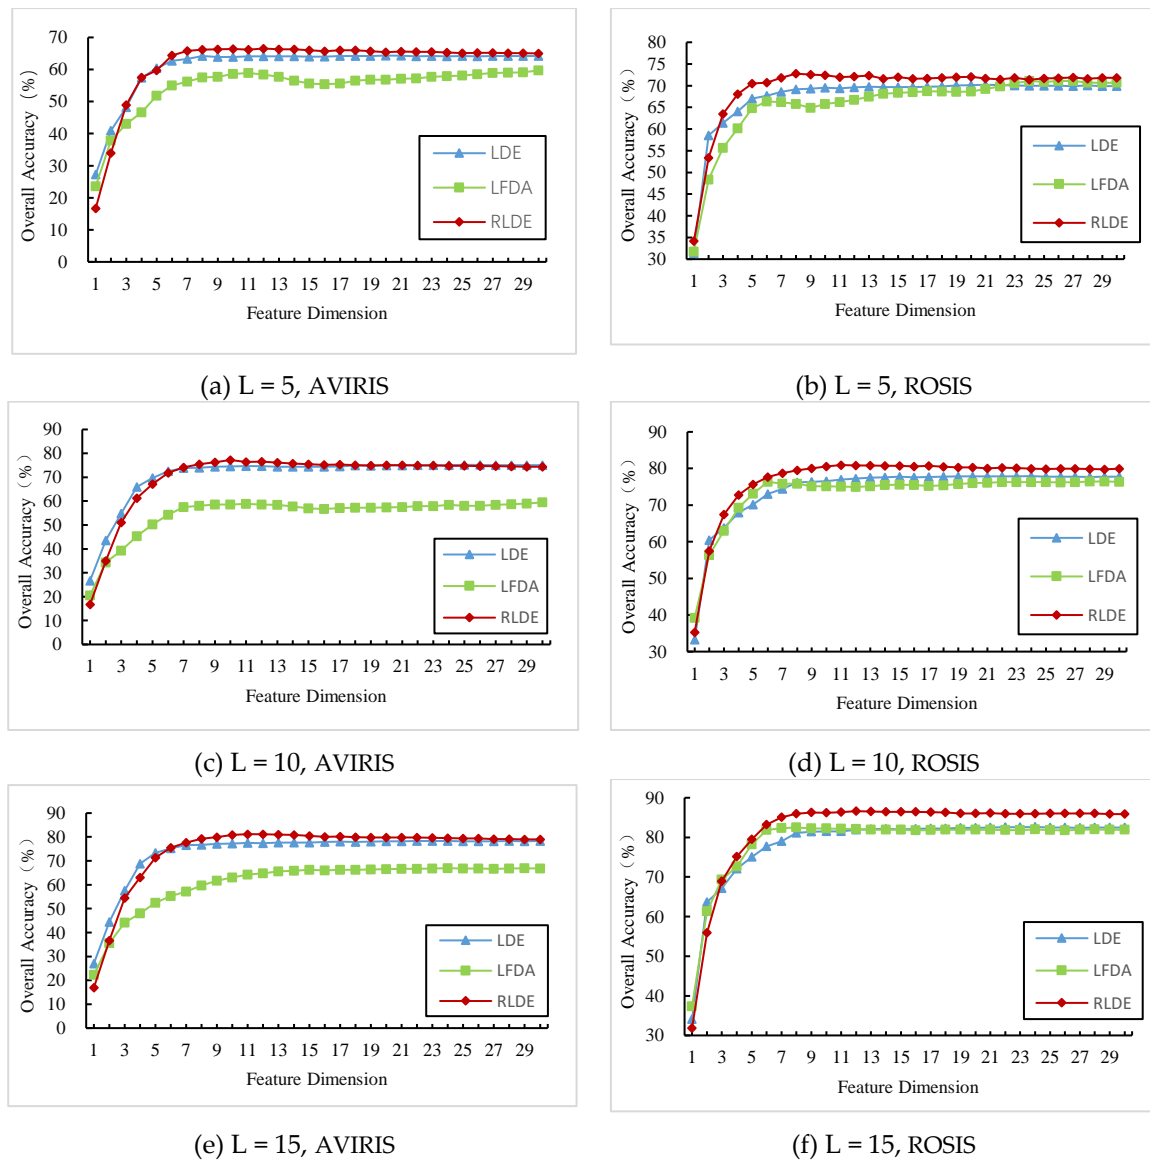 70
60
50
40
30
20
10
0
Overall Accuracy（%）
1 3 5 7 9 11 13 15 17 19 21 23 25 27 29
Feature Dimension
LDE
LFDA
RLDE
(a) L = 5, AVIRIS
80
75
70
65
60
55
50
45
40
35
30
Overall Accuracy（%）
1 3 5 7 9 11 13 15 17 19 21 23 25 27 29
Feature Dimension
LDE
LFDA
RLDE
(b) L = 5, ROSIS
90
80
70
60
50
40
30
20
10
0
Overall Accuracy（%）
1 3 5 7 9 11 13 15 17 19 21 23 25 27 29
Feature Dimension
LDE
LFDA
RLDE
(c) L = 10, AVIRIS
90
80
70
60
50
40
30
Overall Accuracy（%）
1 3 5 7 9 11 13 15 17 19 21 23 25 27 29
Feature Dimension
LDE
LFDA
RLDE
(d) L = 10, ROSIS
90
80
70
60
50
40
30
20
10
0
Overall Accuracy（%）
1 3 5 7 9 11 13 15 17 19 21 23 25 27 29
Feature Dimension
LDE
LFDA
RLDE
(e) L = 15, AVIRIS
90
80
70
60
50
40
30
Overall Accuracy（%）
1 3 5 7 9 11 13 15 17 19 21 23 25 27 29
Feature Dimension
LDE
LFDA
RLDE
(f) L = 15, ROSIS